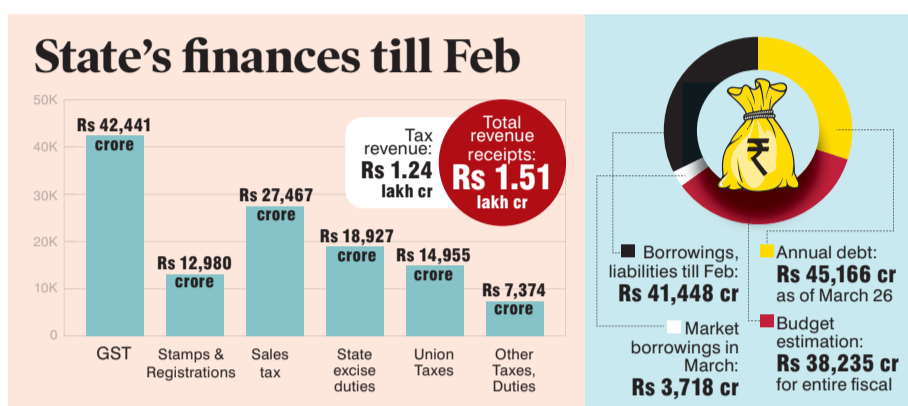 State's finances till Feb
50K
40K
30K
20K
10K
0
Rs 42,441
crore
Rs 12,980
crore
Rs 27,467
crore
Rs 18,927
crore
Rs 14,955
crore
Rs 7,374
crore
GST
Stamps &
Registrations
Sales
tax
State
excise
duties
Union
Taxes
Other
Taxes,
Duties
Tax
revenue:
Rs 1.24
lakh cr
Total
revenue
receipts:
Rs 1.51
lakh cr
₹
Borrowings,
liabilities till Feb:
Rs 41,448 cr
Market
borrowings in
March:
Rs 3,718 cr
Annual debt:
Rs 45,166 cr
as of March 26
Budget
estimation:
Rs 38,235 cr
for entire fiscal